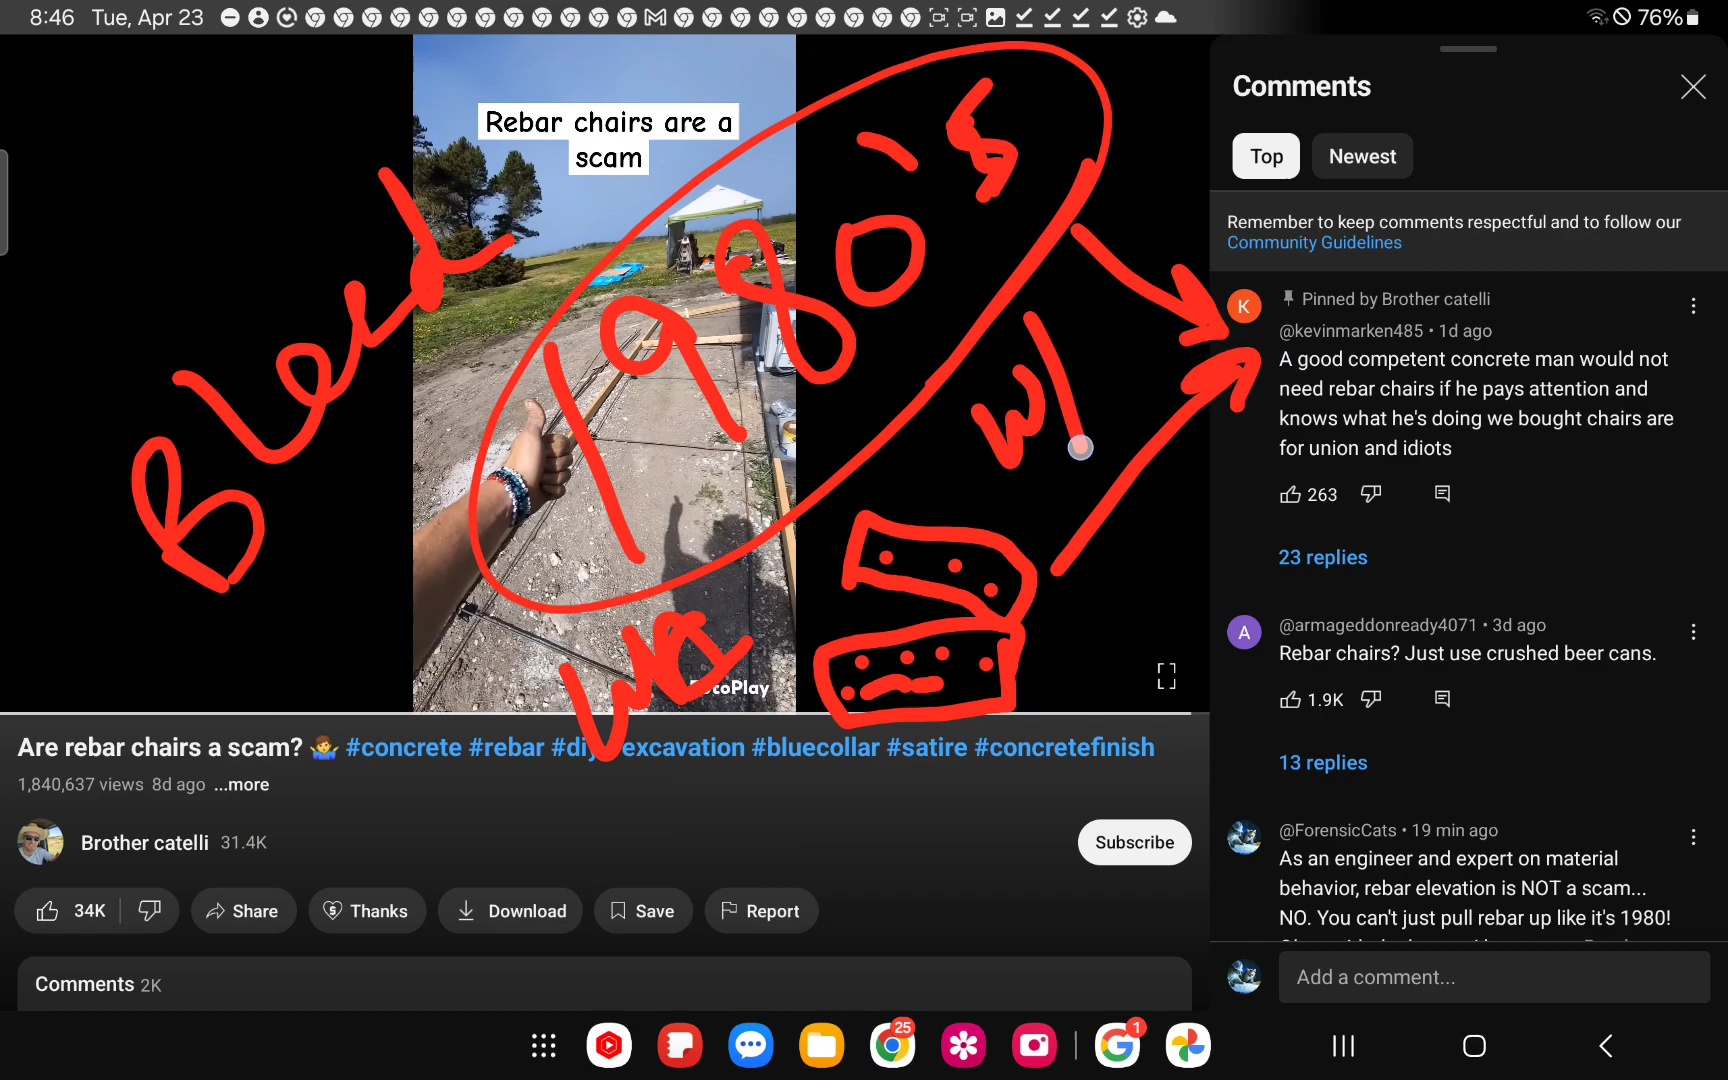 8:46 Tue, Apr 23
76%
Rebar chairs are a
scam
1980's
w/
Bleed
Comments
Top
Newest
Remember to keep comments respectful and to follow our
Community Guidelines
K
Pinned by Brother catelli
@kevinmarken485 • 1d ago
A good competent concrete man would not
need rebar chairs if he pays attention and
knows what he's doing we bought chairs are
for union and idiots
263
23 replies
A
@armageddonready4071 • 3d ago
Rebar chairs? Just use crushed beer cans.
1.9K
13 replies
@ForensicCats • 19 min ago
As an engineer and expert on material
behavior, rebar elevation is NOT a scam...
NO. You can't just pull rebar up like it's 1980!
Add a comment...
Are rebar chairs a scam? 🤷 #concrete #rebar #diy #excavation #bluecollar #satire #concretefinish
1,840,637 views 8d ago ...more
Brother catelli 31.4K
Subscribe
34K
Share
Thanks
Download
Save
Report
Comments 2K
25
1